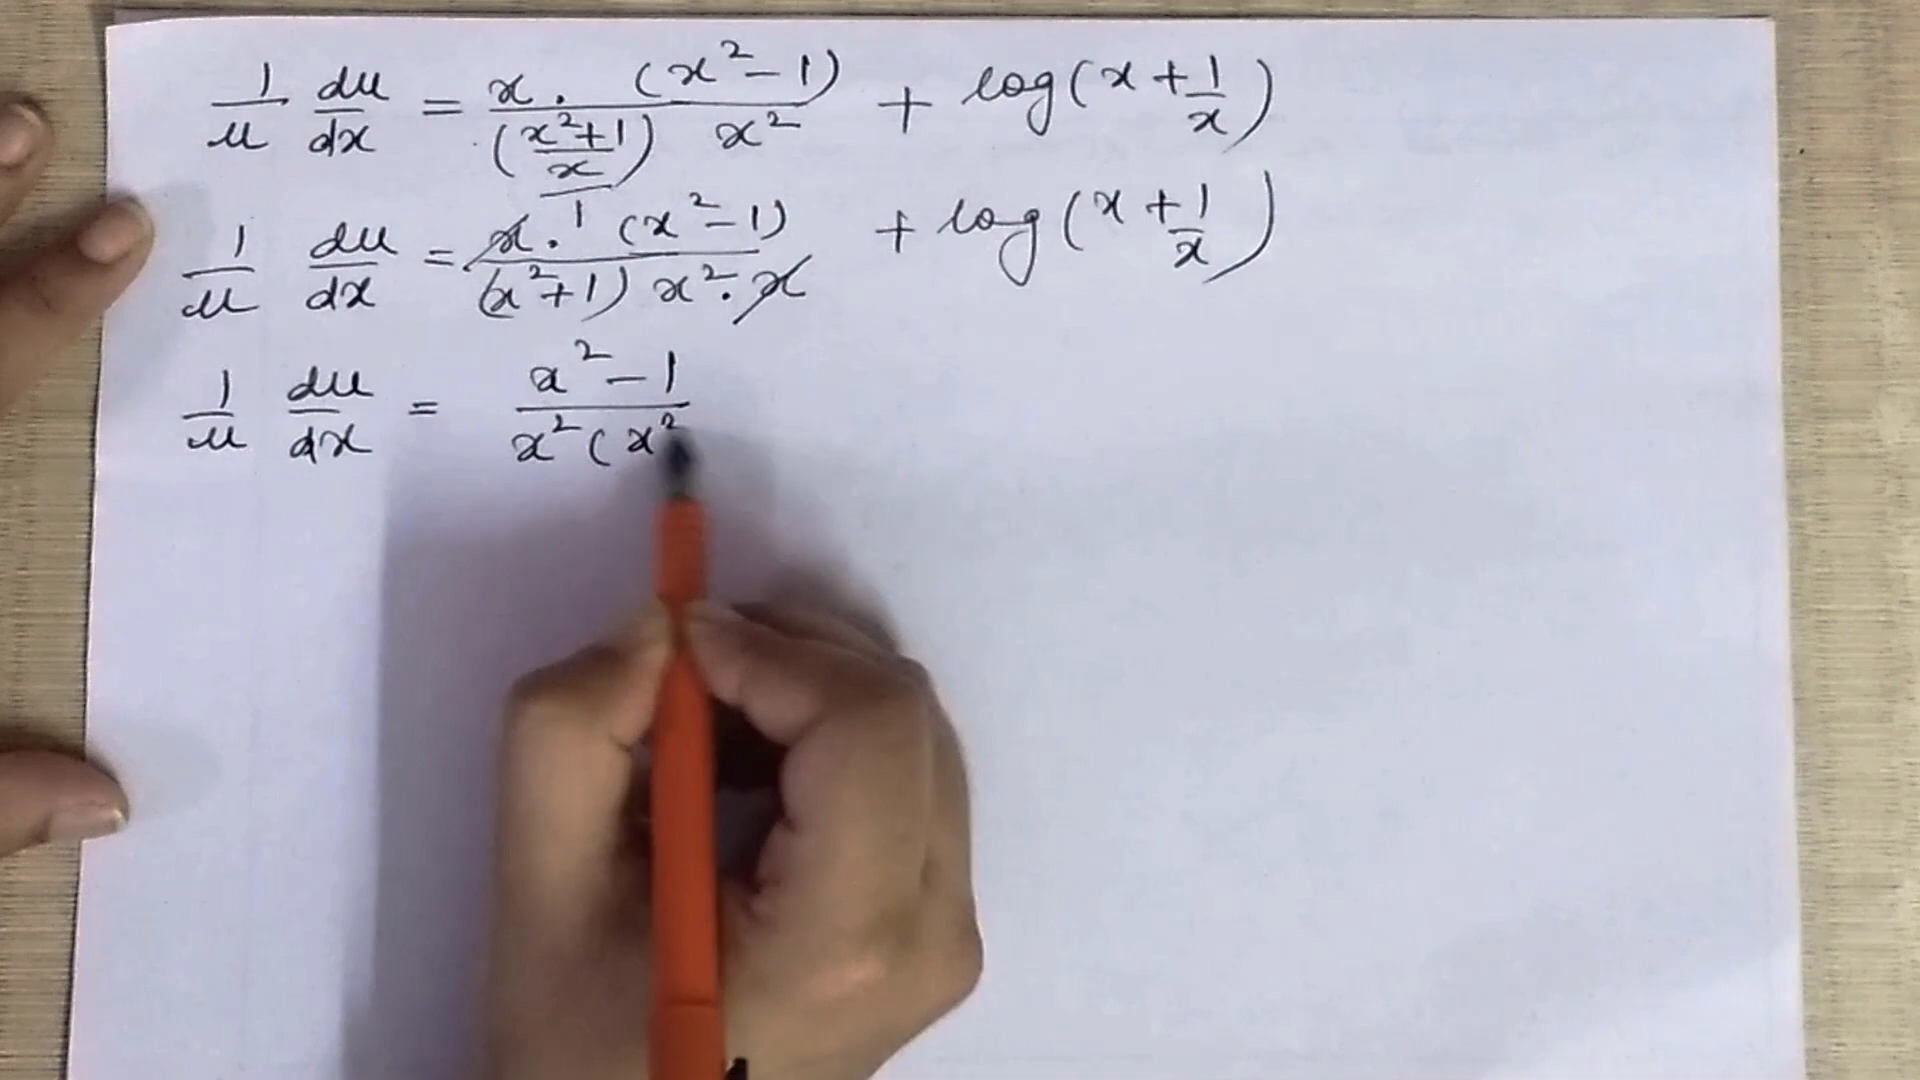 1/u du/dx = x . (x² - 1) / ((x² + 1)/x) x² + log(x + 1/x)
1/u du/dx = x . 1 (x² - 1) / (x² + 1) x² . x + log(x + 1/x)
1/u du/dx = x² - 1 / x² (x²